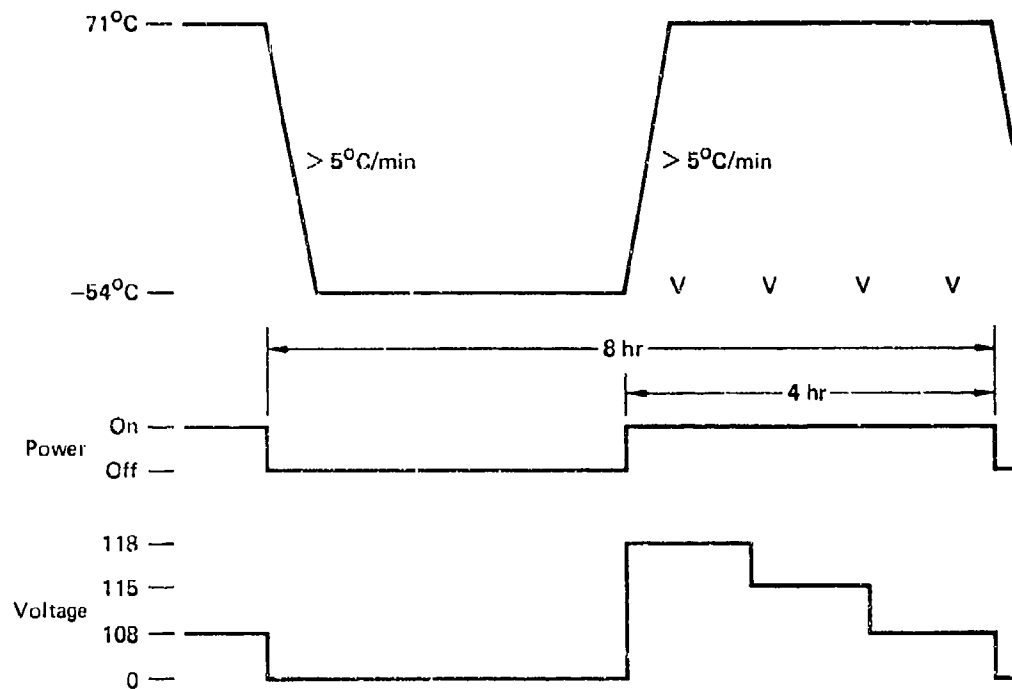 71°C
> 5°C/min
> 5°C/min
-54°C
V V V V
8 hr
4 hr
On
Power
Off
118
115
Voltage
108
0